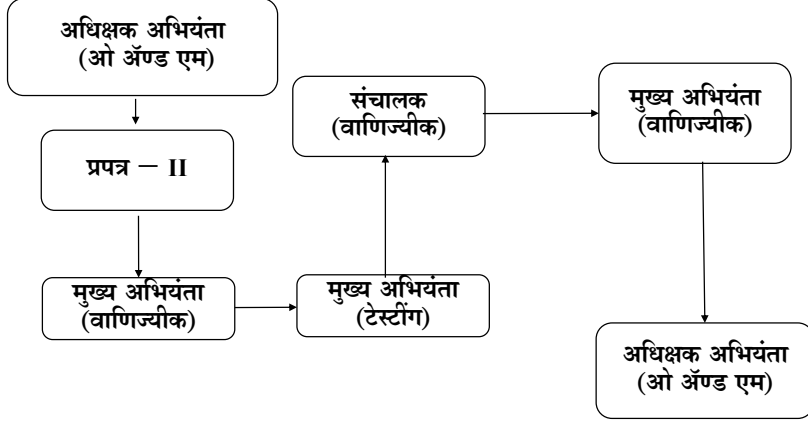 अधिक्षक अभियंता
(ओ ॲण्ड एम)
प्रपत्र – II
मुख्य अभियंता
(वाणिज्यीक)
मुख्य अभियंता
(टेस्टींग)
संचालक
(वाणिज्यीक)
मुख्य अभियंता
(वाणिज्यीक)
अधिक्षक अभियंता
(ओ ॲण्ड एम)